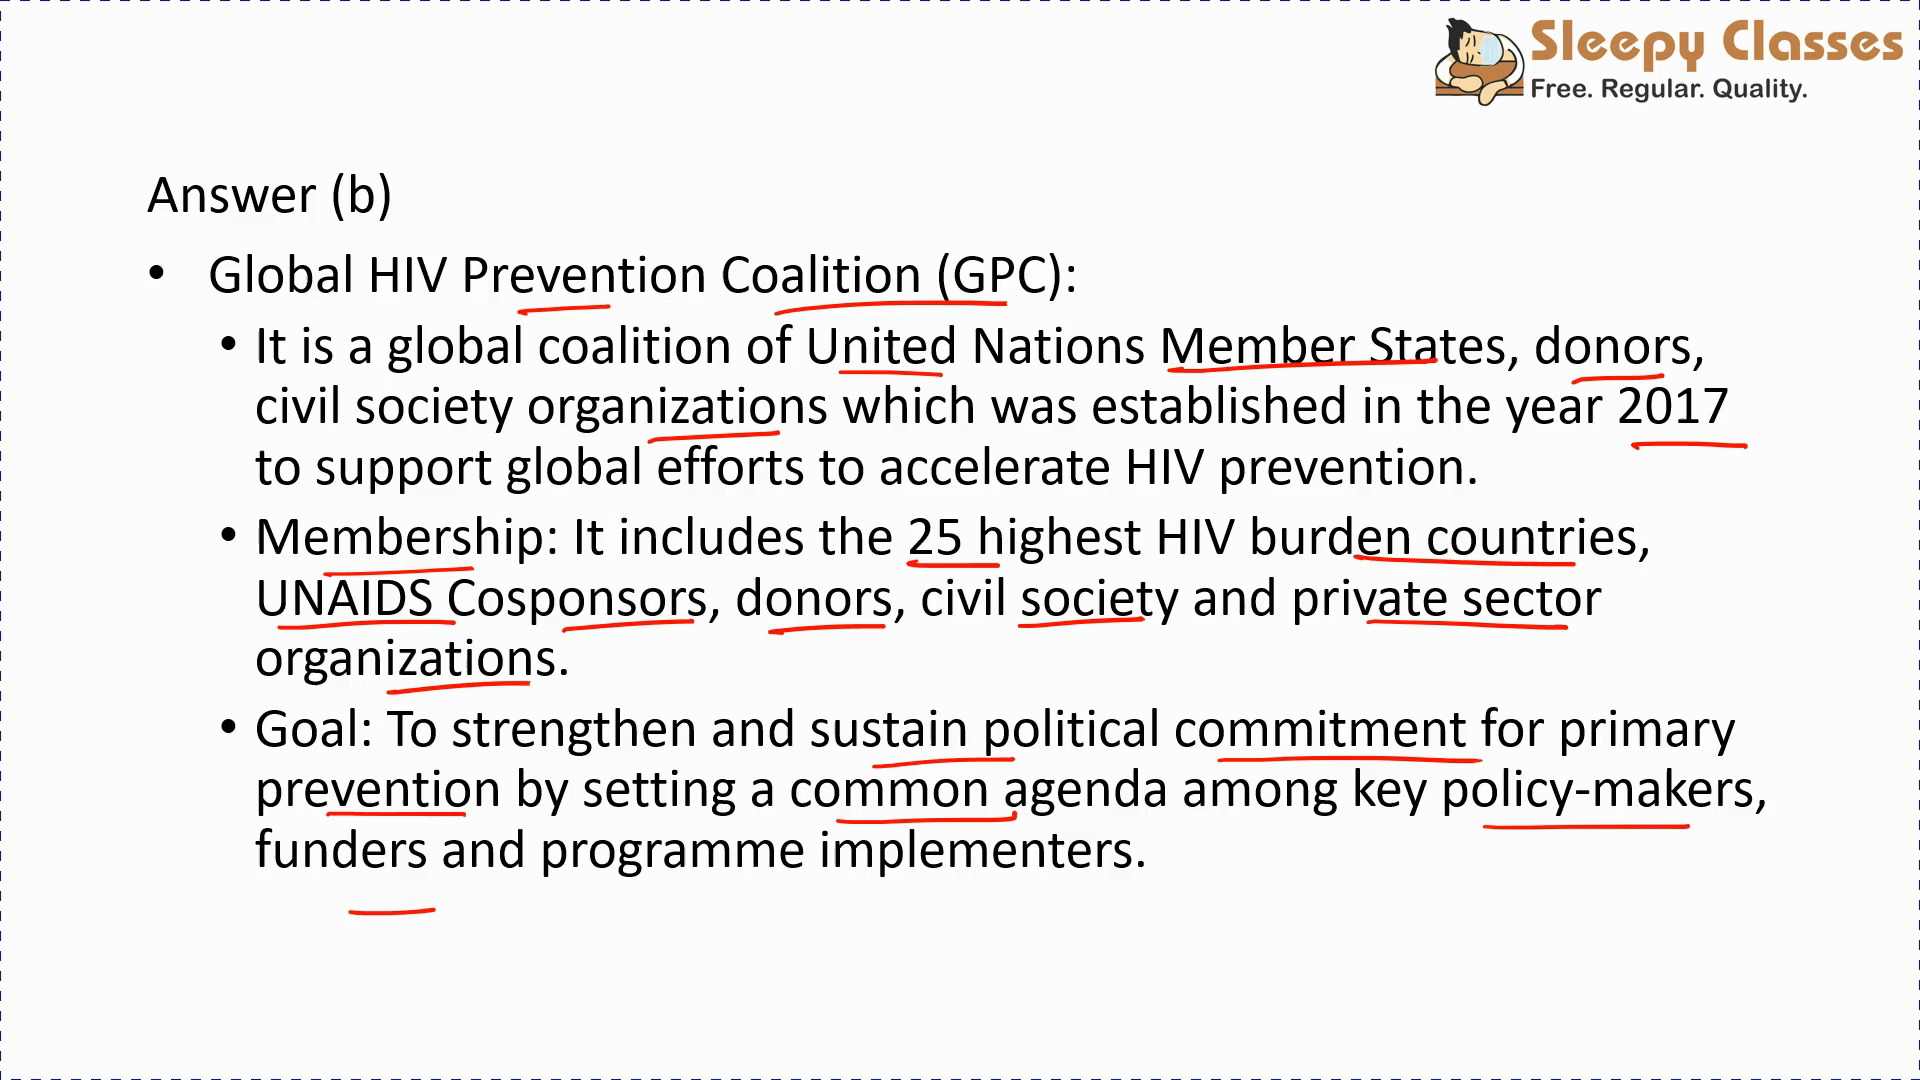 Sleepy Classes
Free. Regular. Quality.
Answer (b)
• Global HIV Prevention Coalition (GPC):
• It is a global coalition of United Nations Member States, donors,
civil society organizations which was established in the year 2017
to support global efforts to accelerate HIV prevention.
• Membership: It includes the 25 highest HIV burden countries,
UNAIDS Cosponsors, donors, civil society and private sector
organizations.
• Goal: To strengthen and sustain political commitment for primary
prevention by setting a common agenda among key policy-makers,
funders and programme implementers.